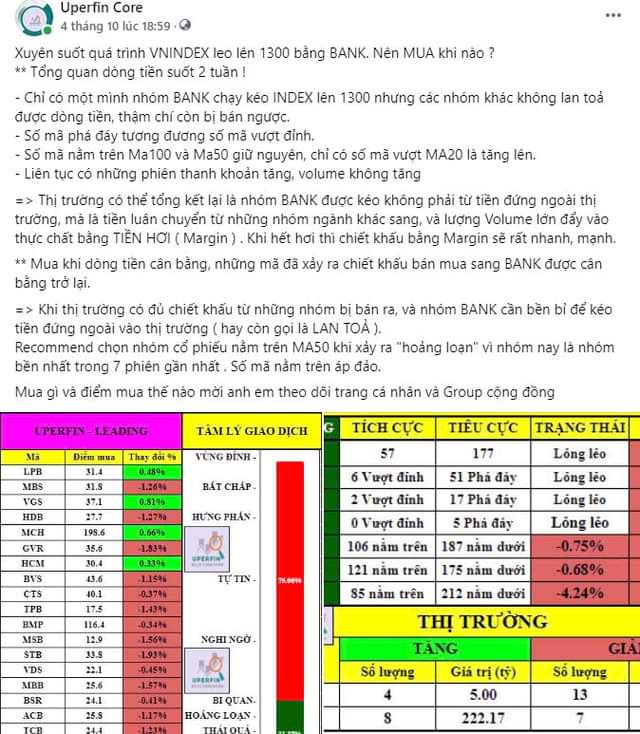 Uperfin Core
4 tháng 10 lúc 18:59 ·
Xuyên suốt quá trình VNINDEX leo lên 1300 bằng BANK. Nên MUA khi nào ?
** Tổng quan dòng tiền suốt 2 tuần !
- Chỉ có một mình nhóm BANK chạy kéo INDEX lên 1300 nhưng các nhóm khác không lan toả
được dòng tiền, thậm chí còn bị bán ngược.
- Số mã phá đáy tương đương số mã vượt đỉnh.
- Số mã nằm trên Ma100 và Ma50 giữ nguyên, chỉ có số mã vượt MA20 là tăng lên.
- Liên tục có những phiên thanh khoản tăng, volume không tăng
=> Thị trường có thể tổng kết lại là nhóm BANK được kéo không phải từ tiền đứng ngoài thị
trường, mà là tiền luân chuyển từ những nhóm ngành khác sang, và lượng Volume lớn đẩy vào
thực chất bằng TIỀN HƠI ( Margin ) . Khi hết hơi thì chiết khấu bằng Margin sẽ rất nhanh, mạnh.
** Mua khi dòng tiền cân bằng, những mã đã xảy ra chiết khấu bán mua sang BANK được cân
bằng trở lại.
=> Khi thị trường có đủ chiết khấu từ những nhóm bị bán ra, và nhóm BANK cần bền bỉ để kéo
tiền đứng ngoài vào thị trường ( hay còn gọi là LAN TOẢ ).
Recommend chọn nhóm cổ phiếu nằm trên MA50 khi xảy ra "hoảng loạn" vì nhóm nay là nhóm
bền nhất trong 7 phiên gần nhất . Số mã nằm trên áp đảo.
Mua gì và điểm mua thế nào mời anh em theo dõi trang cá nhân và Group cộng đồng
UPERFIN - LEADING
Mã Điểm mua Thay đổi %
LPB 31.4 0.48%
MBS 31.8 -1.26%
VGS 37.1 0.81%
HDB 27.7 -1.27%
MCH 198.6 0.66%
GVR 35.6 -1.83%
HCM 30.4 0.33%
BVS 43.6 -1.15%
CTS 40.1 -0.37%
TPB 17.5 -1.43%
BMP 116.4 -0.34%
MSB 12.9 -1.56%
STB 33.8 -1.93%
VDS 22.1 -0.45%
MBB 25.6 -1.57%
BSR 24.1 -0.41%
ACB 25.8 -1.17%
TCB 24.4 -1.23%
TÂM LÝ GIAO DỊCH
VÙNG ĐỈNH -
BẤT CHẤP -
HƯNG PHẤN -
UPERFIN
TỰ TIN -
75.00%
NGHI NGỜ -
UPERFIN
BI QUAN-
HOẢNG LOẠN -
THÁI QUÁ -
G TÍCH CỰC TIÊU CỰC TRẠNG THÁI
57 177 Lỏng lẻo
6 Vượt đỉnh 51 Phá đáy Lỏng lẻo
2 Vượt đỉnh 17 Phá đáy Lỏng lẻo
0 Vượt đỉnh 5 Phá đáy Lỏng lẻo
106 nằm trên 187 nằm dưới -0.75%
121 nằm trên 175 nằm dưới -0.68%
85 nằm trên 212 nằm dưới -4.24%
THỊ TRƯỜNG
TĂNG GIẢ
Số lượng Giá trị (tỷ) Số lượng
4 5.00 13
8 222.17 7